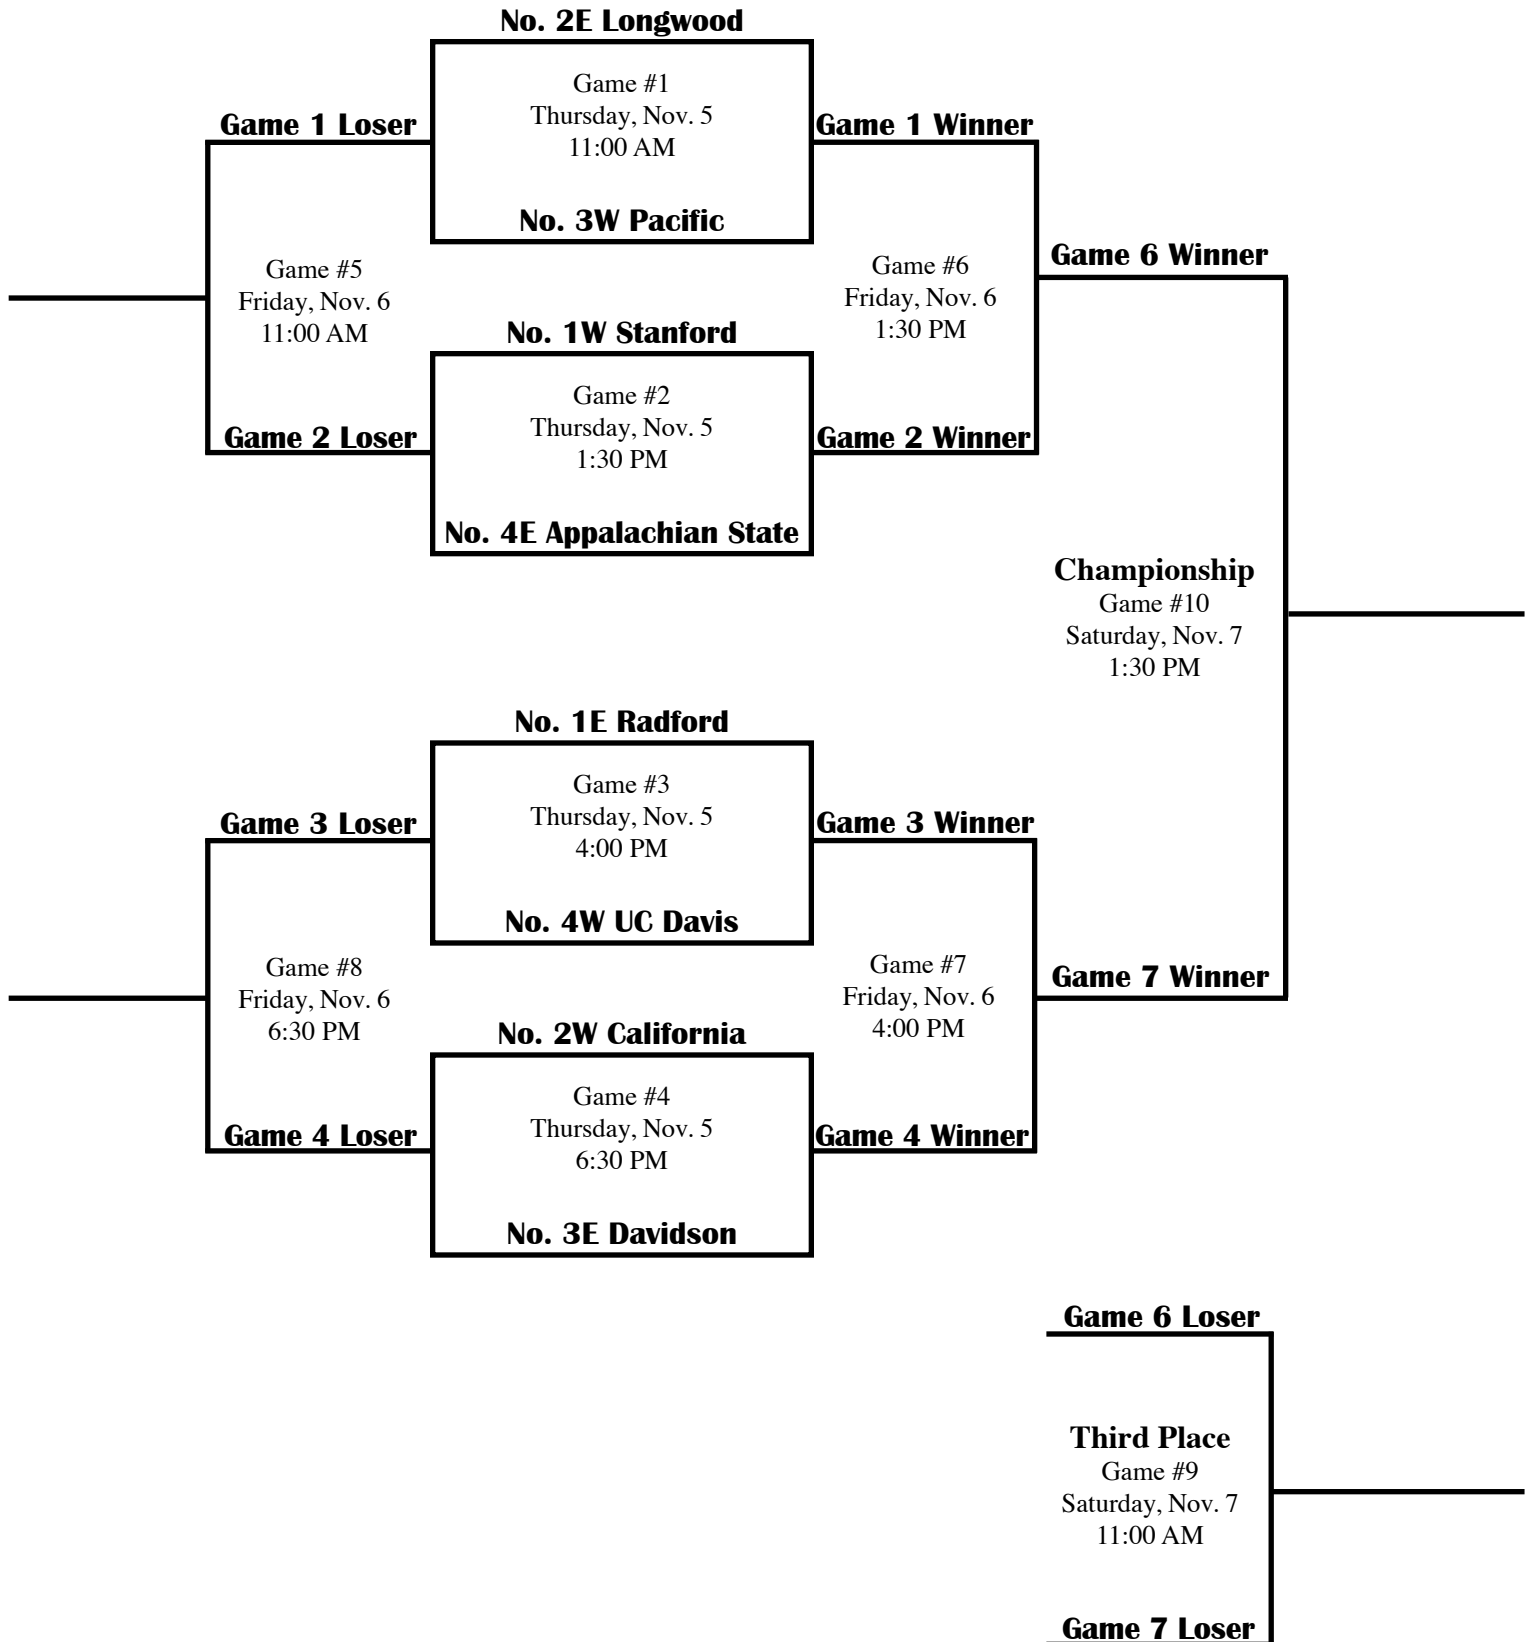 No. 2E Longwood
Game #1
Thursday, Nov. 5
11:00 AM
No. 3W Pacific
Game 1 Loser
Game 1 Winner
Game #5
Friday, Nov. 6
11:00 AM
Game #6
Friday, Nov. 6
1:30 PM
Game 6 Winner
No. 1W Stanford
Game #2
Thursday, Nov. 5
1:30 PM
No. 4E Appalachian State
Game 2 Loser
Game 2 Winner
Championship
Game #10
Saturday, Nov. 7
1:30 PM
No. 1E Radford
Game #3
Thursday, Nov. 5
4:00 PM
No. 4W UC Davis
Game 3 Loser
Game 3 Winner
Game #8
Friday, Nov. 6
6:30 PM
Game #7
Friday, Nov. 6
4:00 PM
Game 7 Winner
No. 2W California
Game #4
Thursday, Nov. 5
6:30 PM
No. 3E Davidson
Game 4 Loser
Game 4 Winner
Game 6 Loser
Third Place
Game #9
Saturday, Nov. 7
11:00 AM
Game 7 Loser